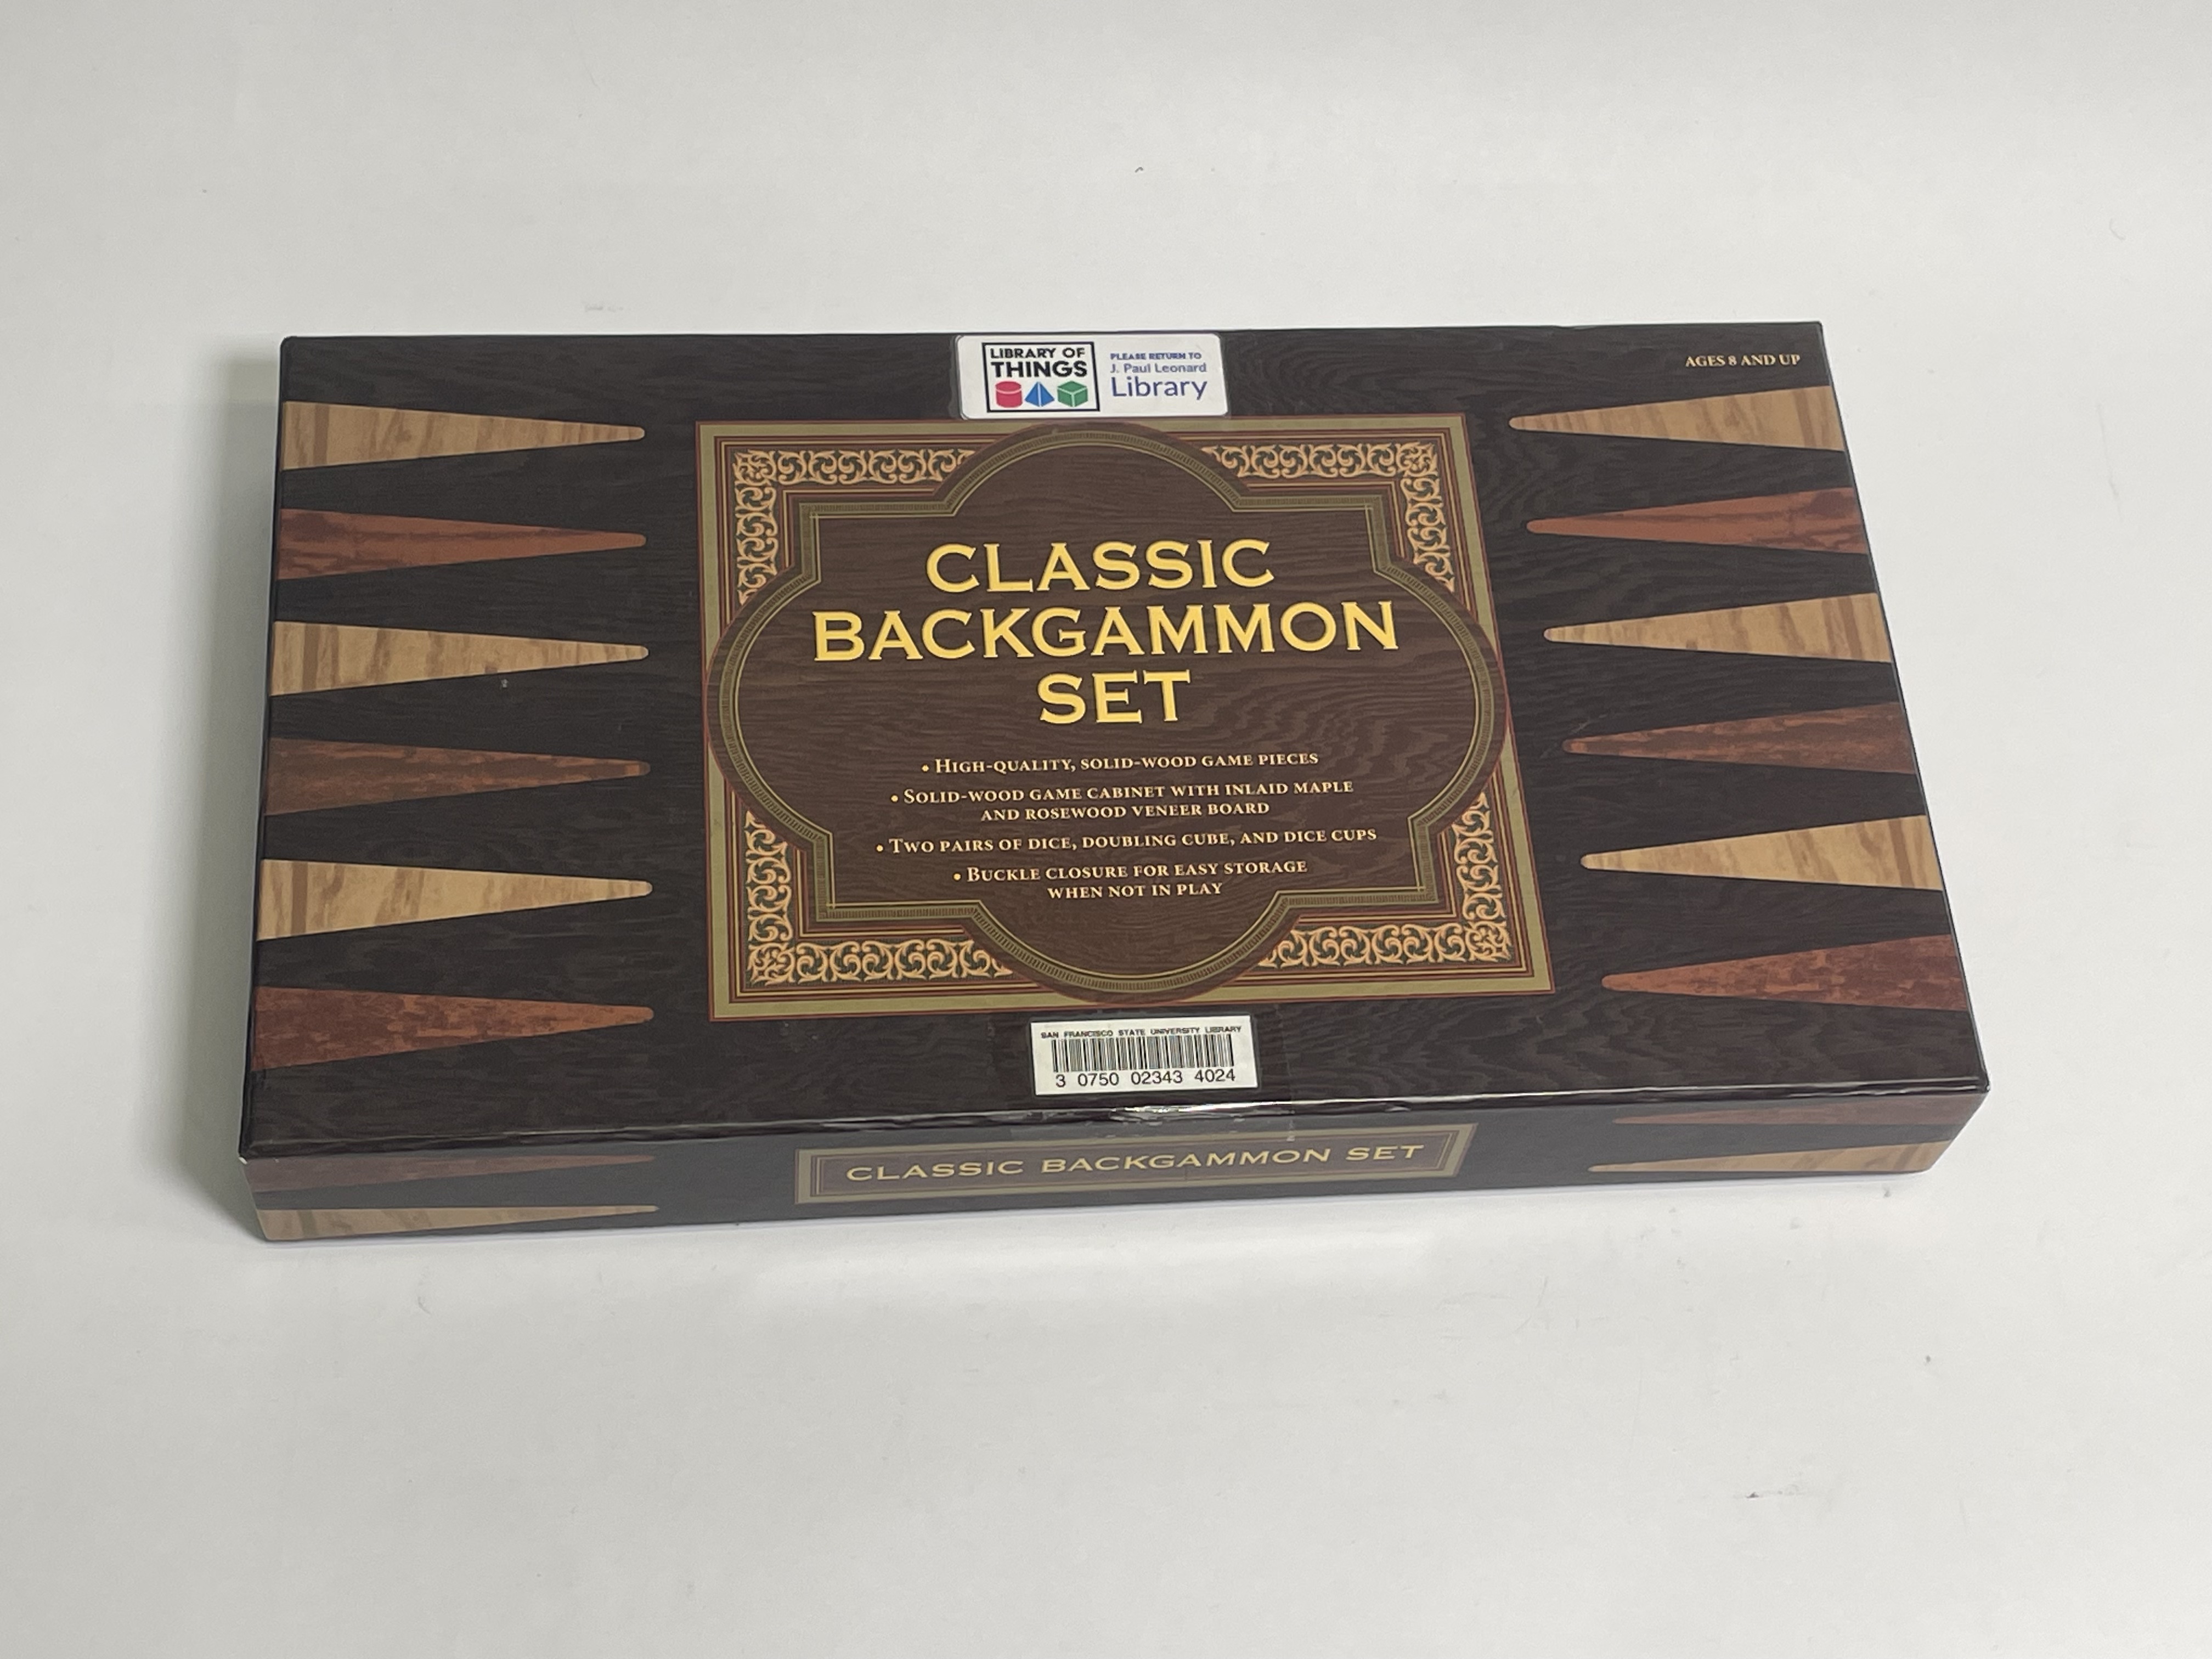 LIBRARY OF
THINGS
PLEASE RETURN TO
J. Paul Leonard
Library
AGES 8 AND UP
CLASSIC
BACKGAMMON
SET
• HIGH-QUALITY, SOLID-WOOD GAME PIECES
• SOLID-WOOD GAME CABINET WITH INLAID MAPLE
AND ROSEWOOD VENEER BOARD
• TWO PAIRS OF DICE, DOUBLING CUBE, AND DICE CUPS
• BUCKLE CLOSURE FOR EASY STORAGE
WHEN NOT IN PLAY
SAN FRANCISCO STATE UNIVERSITY LIBRARY
3 0750 02343 4024
CLASSIC BACKGAMMON SET